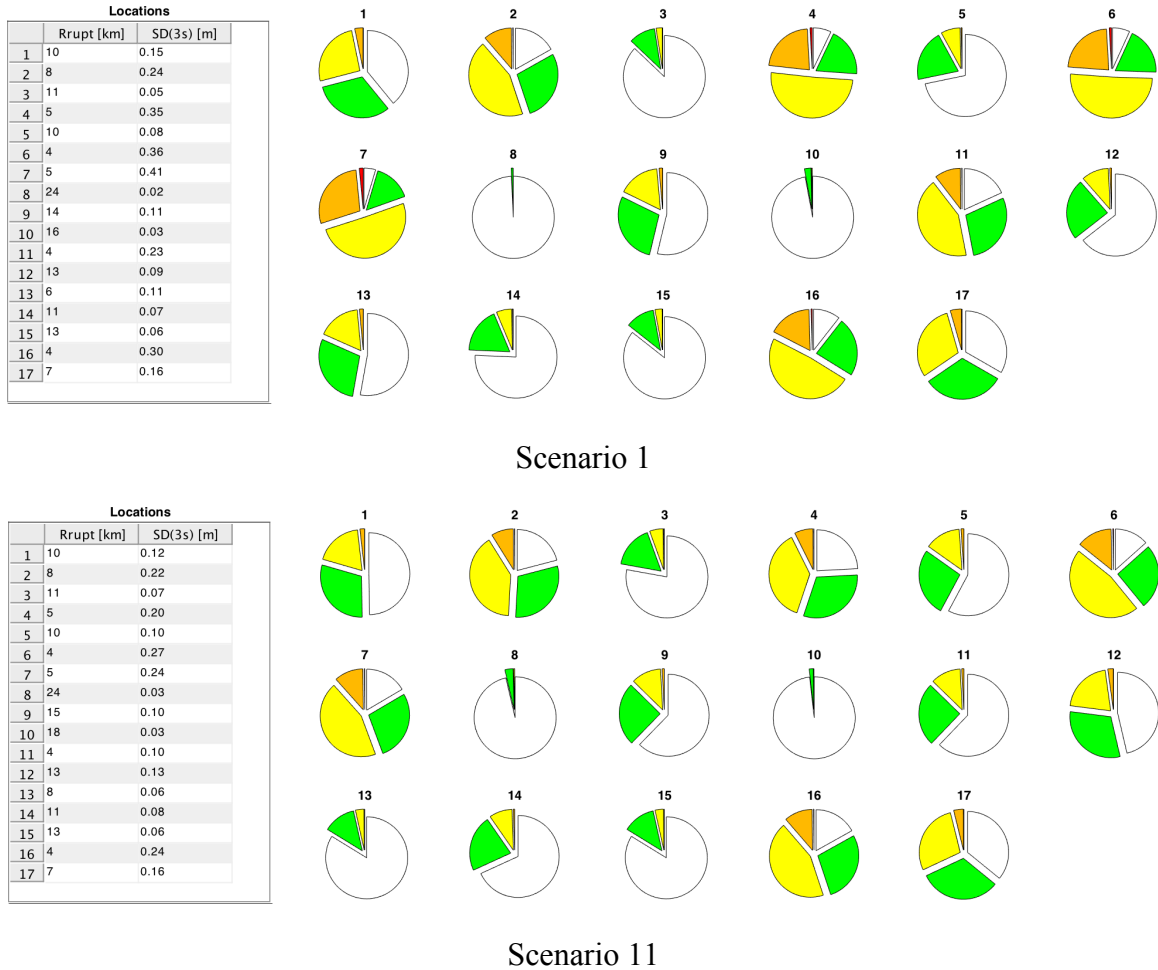 Locations
Rrupt [km] SD(3s) [m]
1 10 0.15
2 8 0.24
3 11 0.05
4 5 0.35
5 10 0.08
6 4 0.36
7 5 0.41
8 24 0.02
9 14 0.11
10 16 0.03
11 4 0.23
12 13 0.09
13 6 0.11
14 11 0.07
15 13 0.06
16 4 0.30
17 7 0.16
1 2 3 4 5 6
7 8 9 10 11 12
13 14 15 16 17
Scenario 1
Locations
Rrupt [km] SD(3s) [m]
1 10 0.12
2 8 0.22
3 11 0.07
4 5 0.20
5 10 0.10
6 4 0.27
7 5 0.24
8 24 0.03
9 15 0.10
10 18 0.03
11 4 0.10
12 13 0.13
13 8 0.06
14 11 0.08
15 13 0.06
16 4 0.24
17 7 0.16
1 2 3 4 5 6
7 8 9 10 11 12
13 14 15 16 17
Scenario 11